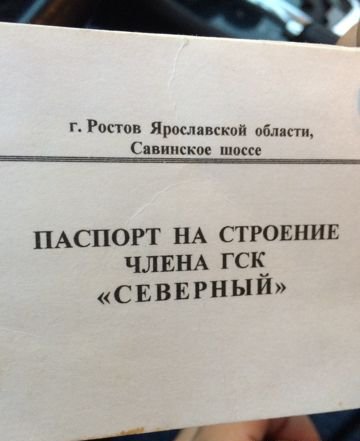 г. Ростов Ярославской области,
Савинское шоссе
ПАСПОРТ НА СТРОЕНИЕ
ЧЛЕНА ГСК
«СЕВЕРНЫЙ»